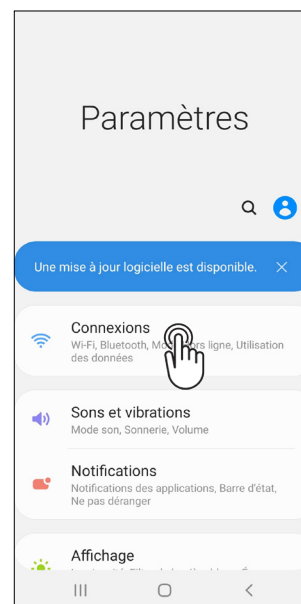 Paramètres
Une mise à jour logicielle est disponible.
Connexions
Wi-Fi, Bluetooth, hors ligne, Utilisation
des données
Sons et vibrations
Mode son, Sonnerie, Volume
Notifications
Notifications des applications, Barre d'état,
Ne pas déranger
Affichage